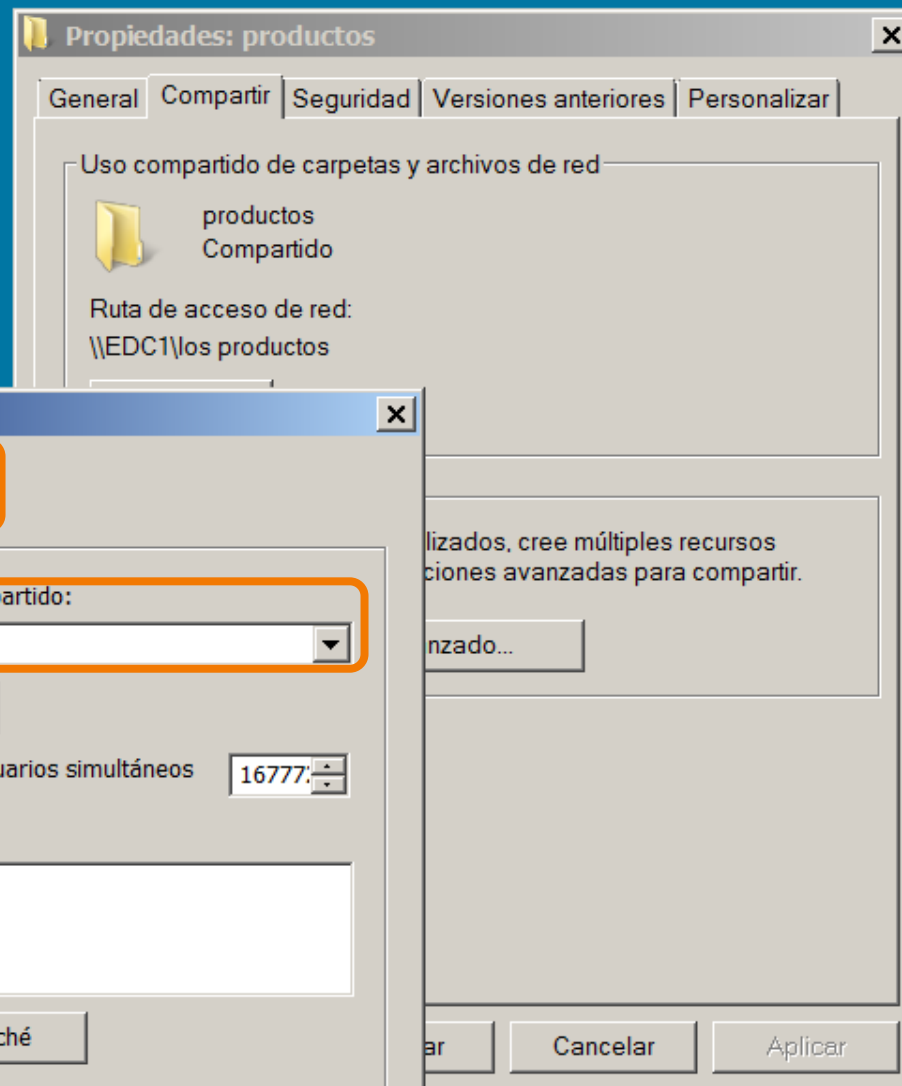 Propiedades: productos
General Compartir Seguridad Versiones anteriores Personalizar
Uso compartido de carpetas y archivos de red
productos
Compartido
Ruta de acceso de red:
\\EDC1\los productos
lizados, cree múltiples recursos
ciones avanzadas para compartir.
nzado...
artido:
uarios simultáneos 16777
ché
ar Cancelar Aplicar